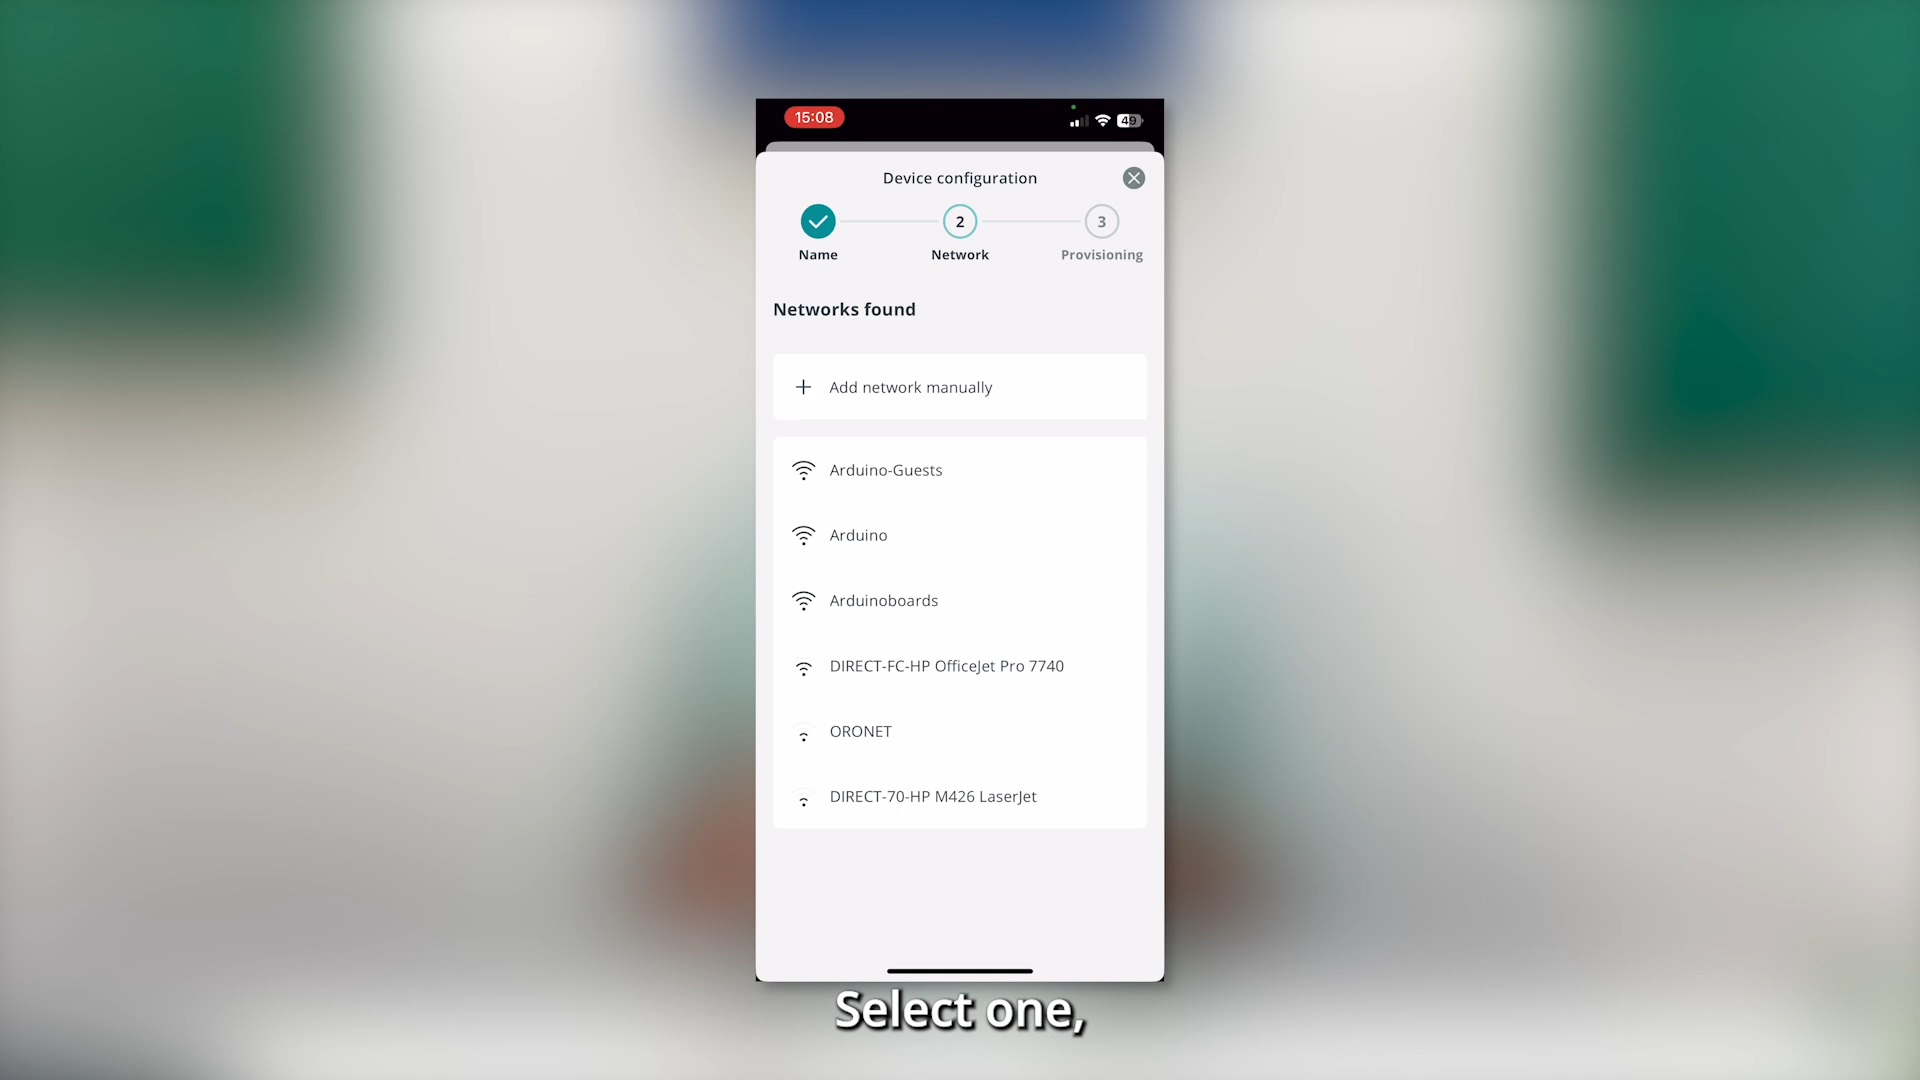 15:08
49
Device configuration
2
3
Name
Network
Provisioning
Networks found
Add network manually
Arduino-Guests
Arduino
Arduinoboards
DIRECT-FC-HP OfficeJet Pro 7740
ORONET
DIRECT-70-HP M426 LaserJet
Select one,